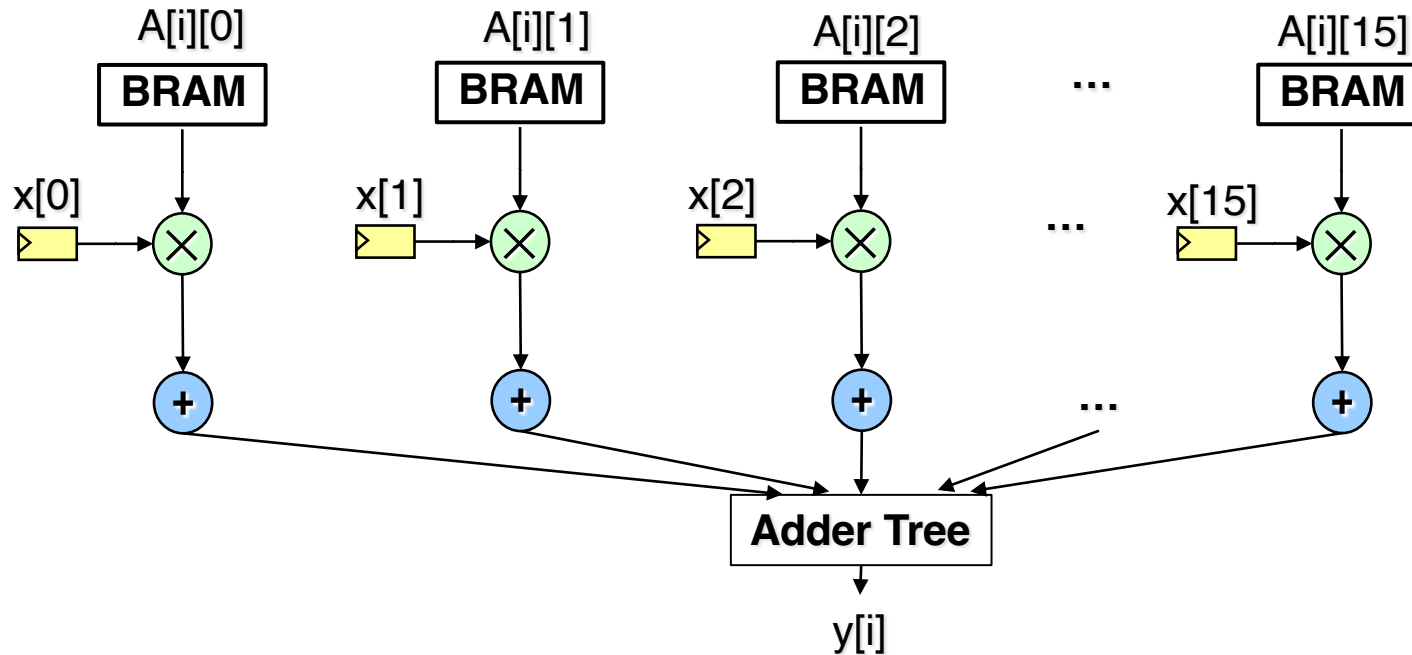 A[i][0] A[i][1] A[i][2] A[i][15]
BRAM BRAM BRAM ... BRAM
x[0] x[1] x[2] ... x[15]
× × × ×
+ + + ... +
Adder Tree
y[i]